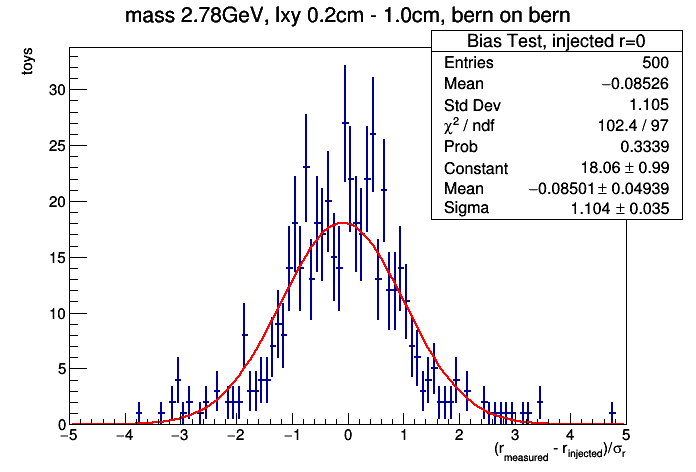 mass 2.78GeV, lxy 0.2cm - 1.0cm, bern on bern
Bias Test, injected r=0
Entries 500
Mean −0.08526
Std Dev 1.105
χ² / ndf 102.4 / 97
Prob 0.3339
Constant 18.06 ± 0.99
Mean −0.08501 ± 0.04939
Sigma 1.104 ± 0.035
toys
30
25
20
15
10
5
0
−5 −4 −3 −2 −1 0 1 2 3 4 5
(r_measured - r_injected)/σ_r